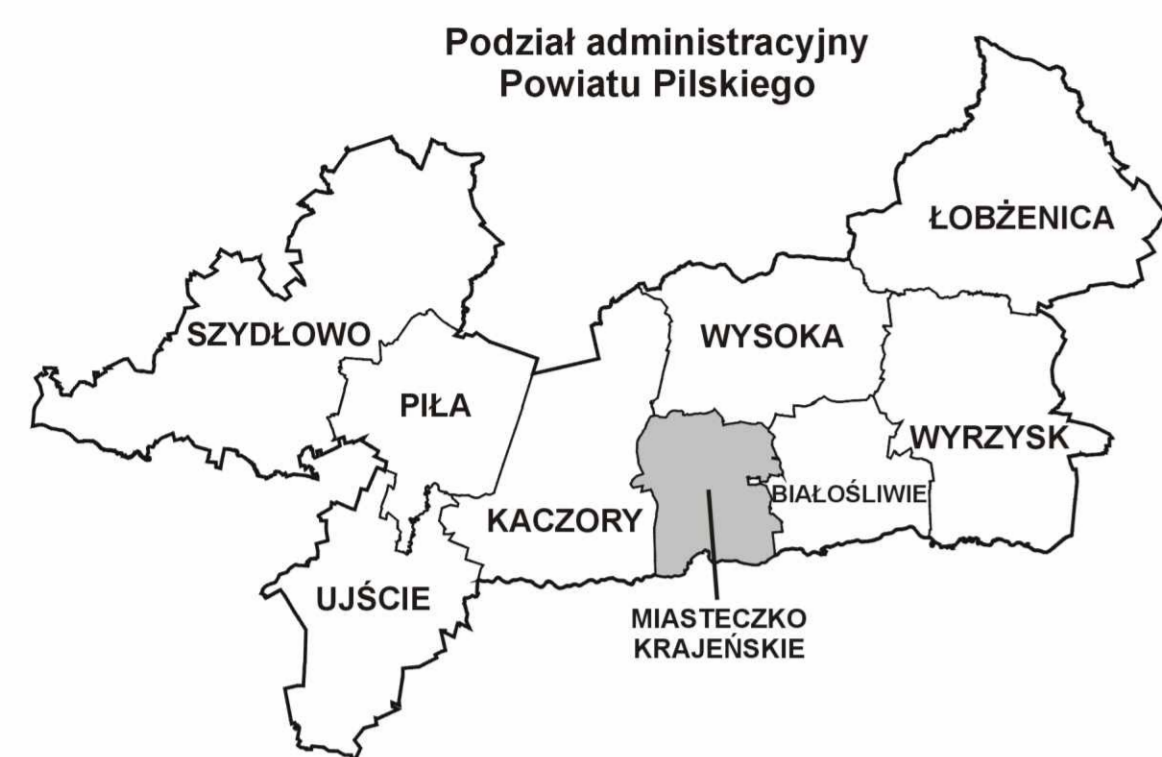 Podział administracyjny
Powiatu Pilskiego
ŁOBŻENICA
SZYDŁOWO
WYSOKA
PIŁA
WYRZYSK
BIAŁOŚLIWIE
KACZORY
UJŚCIE
MIASTECZKO
KRAJEŃSKIE